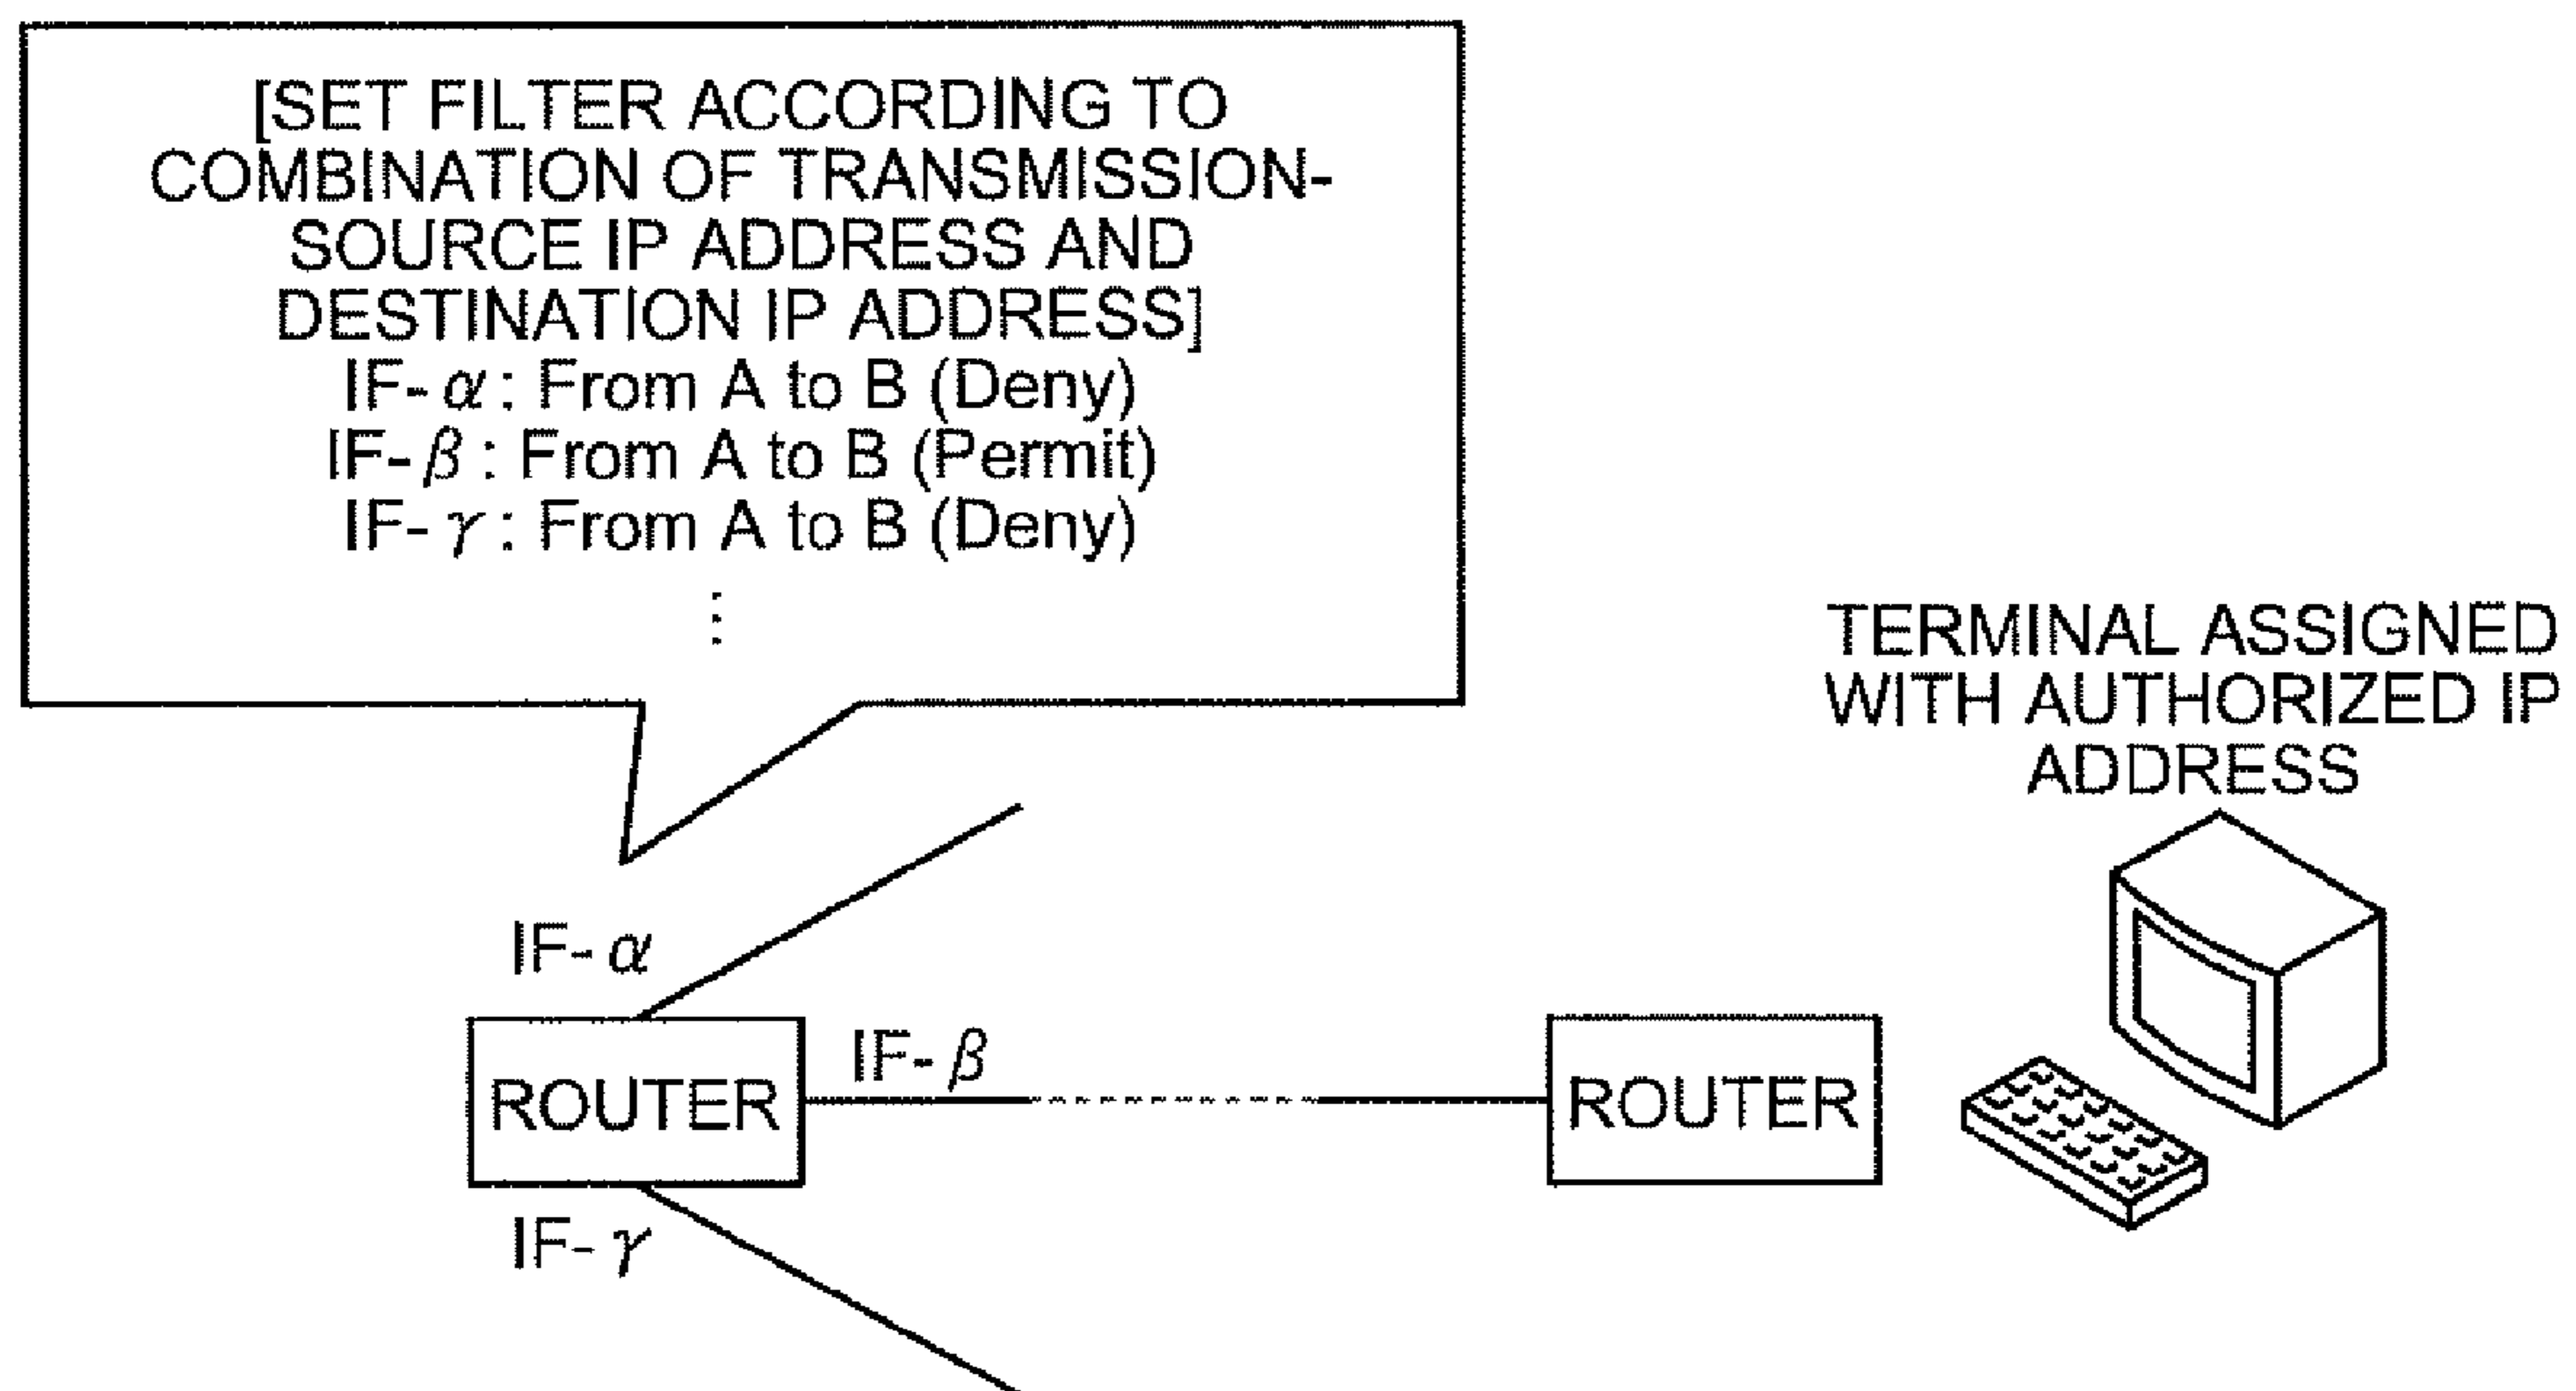 [SET FILTER ACCORDING TO
COMBINATION OF TRANSMISSION-
SOURCE IP ADDRESS AND
DESTINATION IP ADDRESS]
IF-α : From A to B (Deny)
IF-β : From A to B (Permit)
IF-γ : From A to B (Deny)
⋮
TERMINAL ASSIGNED
WITH AUTHORIZED IP
ADDRESS
IF-α
IF-β
ROUTER
ROUTER
IF-γ